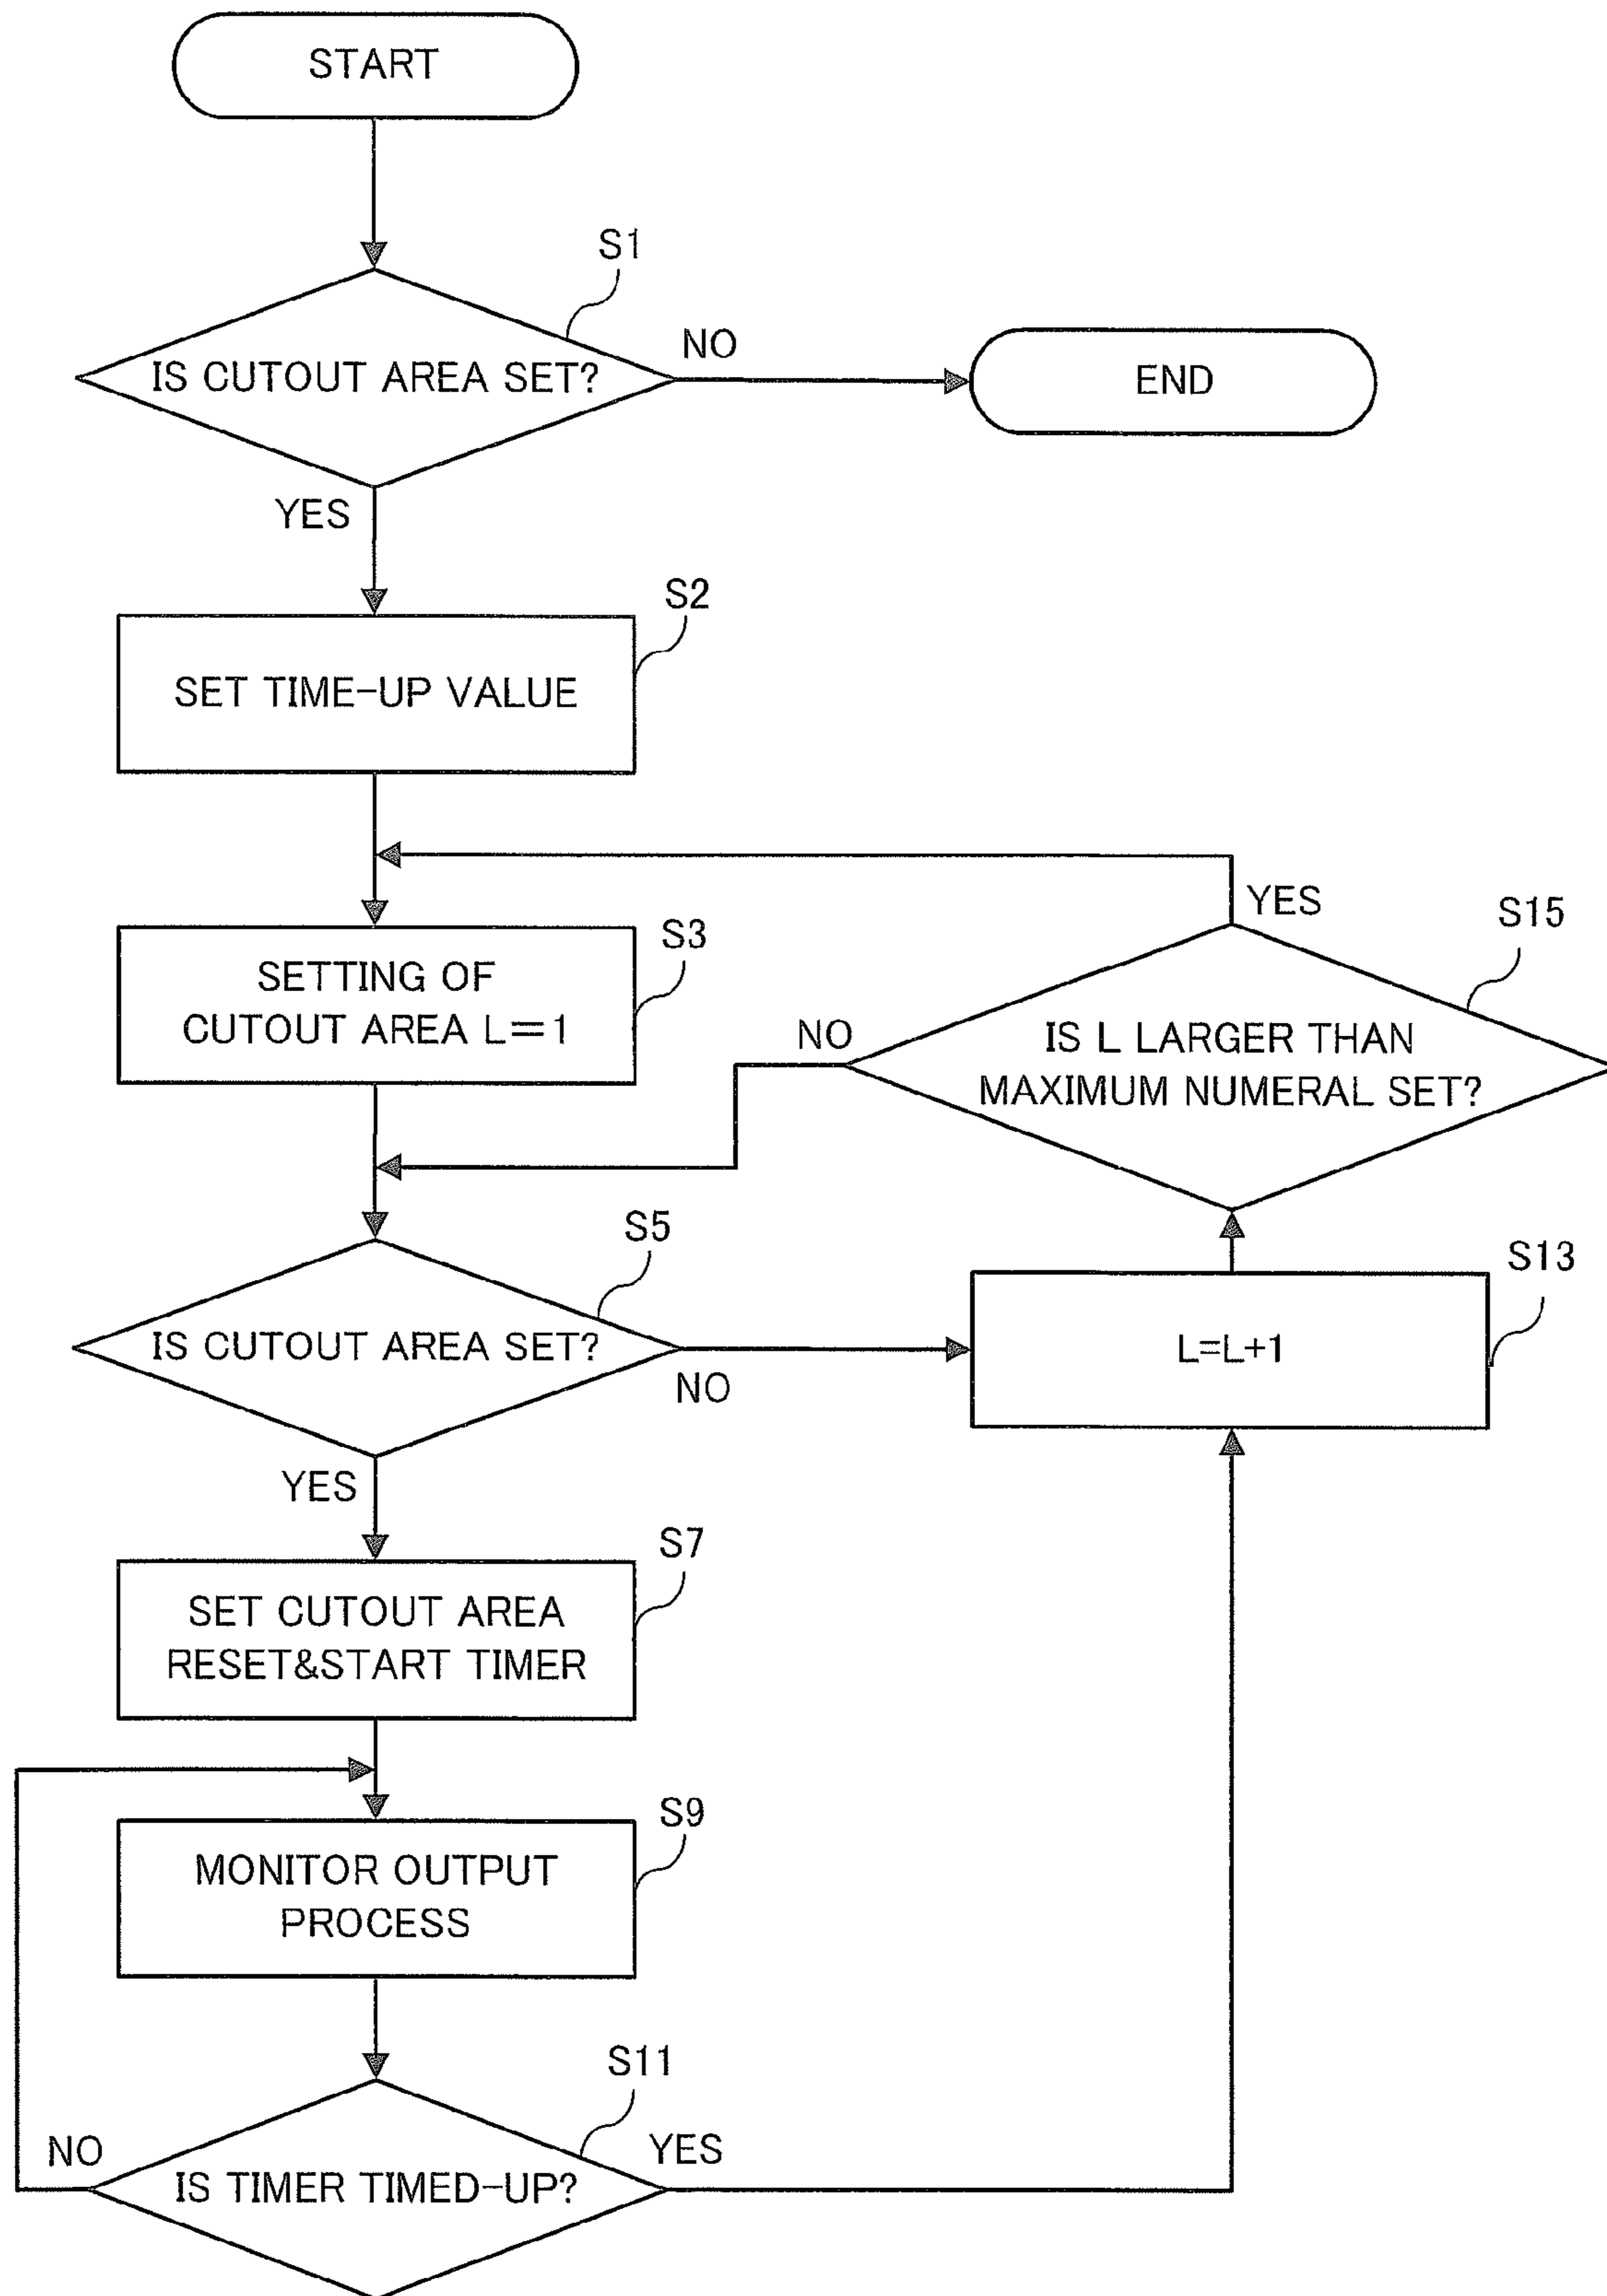 START
S1
IS CUTOUT AREA SET?
NO
END
YES
S2
SET TIME-UP VALUE
YES
S15
S3
SETTING OF
CUTOUT AREA L=1
NO
IS L LARGER THAN
MAXIMUM NUMERAL SET?
S5
IS CUTOUT AREA SET?
NO
S13
L=L+1
YES
S7
SET CUTOUT AREA
RESET&START TIMER
S9
MONITOR OUTPUT
PROCESS
S11
NO
YES
IS TIMER TIMED-UP?